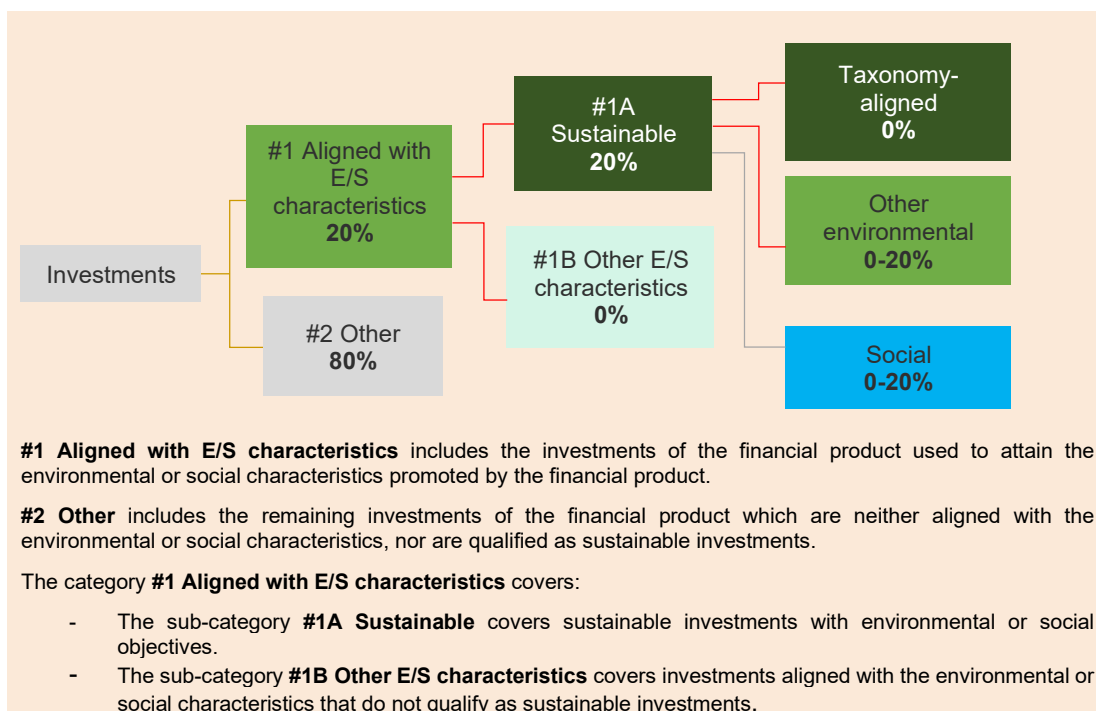 Investments
#1 Aligned with
E/S
characteristics
20%
#2 Other
80%
#1A
Sustainable
20%
#1B Other E/S
characteristics
0%
Taxonomy-
aligned
0%
Other
environmental
0-20%
Social
0-20%
#1 Aligned with E/S characteristics includes the investments of the financial product used to attain the
environmental or social characteristics promoted by the financial product.
#2 Other includes the remaining investments of the financial product which are neither aligned with the
environmental or social characteristics, nor are qualified as sustainable investments.
The category #1 Aligned with E/S characteristics covers:
- The sub-category #1A Sustainable covers sustainable investments with environmental or social
objectives.
- The sub-category #1B Other E/S characteristics covers investments aligned with the environmental or
social characteristics that do not qualify as sustainable investments.